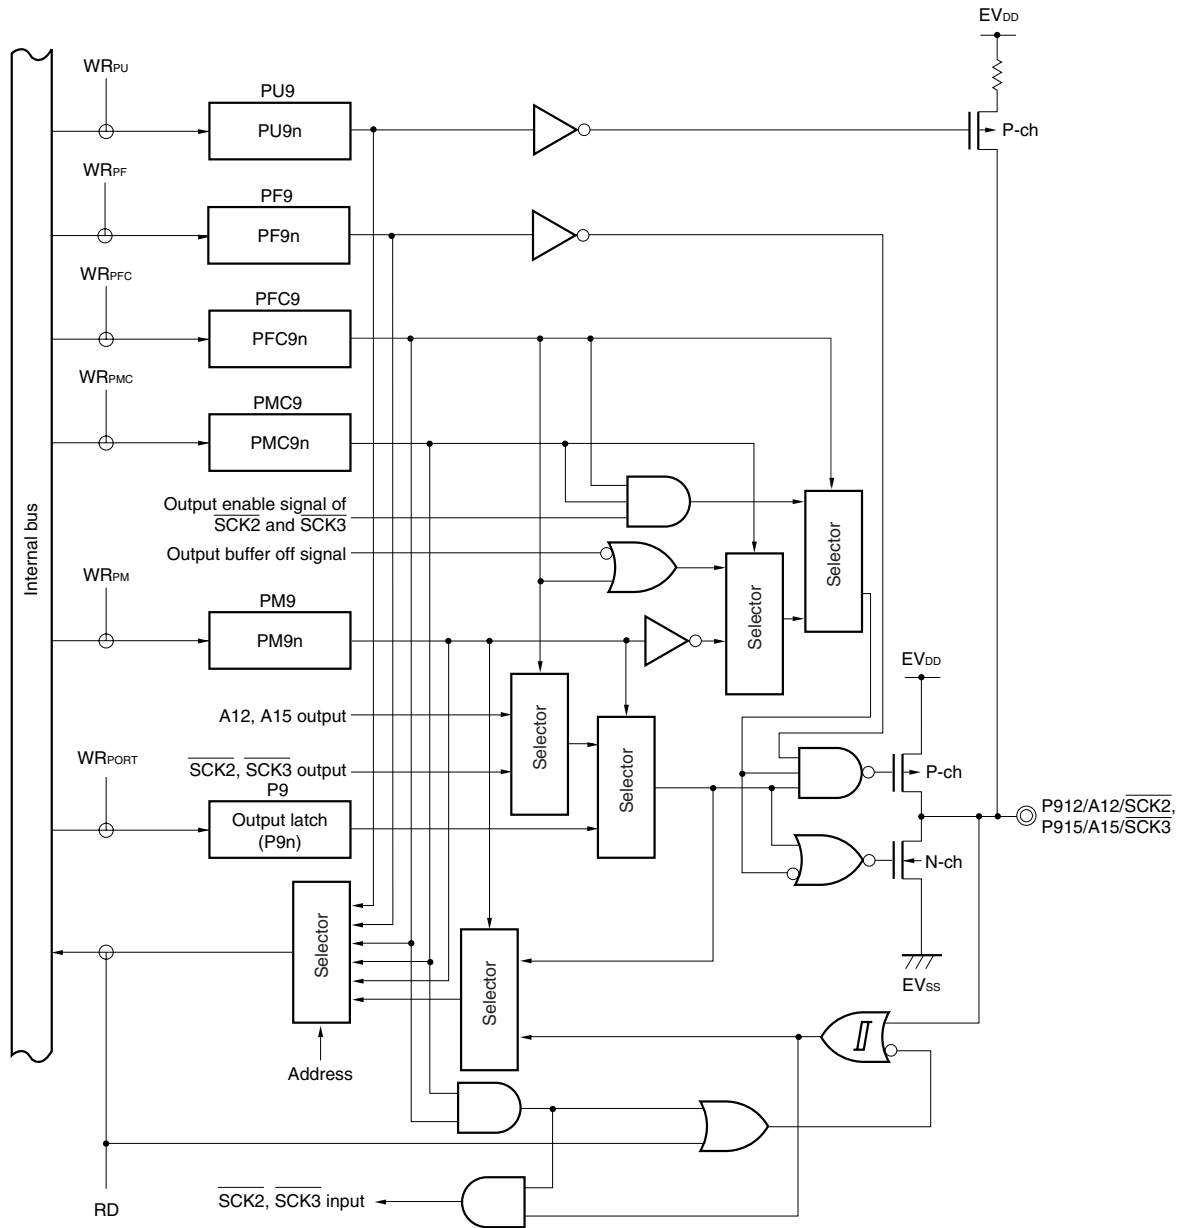 EVDD
WRPU
PU9
PU9n
P-ch
WRPF
PF9
PF9n
WRPFC
PFC9
PFC9n
WRPMC
PMC9
PMC9n
Internal bus
Output enable signal of
SCK2 and SCK3
Output buffer off signal
Selector
Selector
WRPM
PM9
PM9n
EVDD
A12, A15 output
Selector
Selector
SCK2, SCK3 output
P-ch
WRPORT
P9
Output latch
(P9n)
P912/A12/SCK2,
P915/A15/SCK3
N-ch
Selector
Selector
EVSS
Address
SCK2, SCK3 input
RD